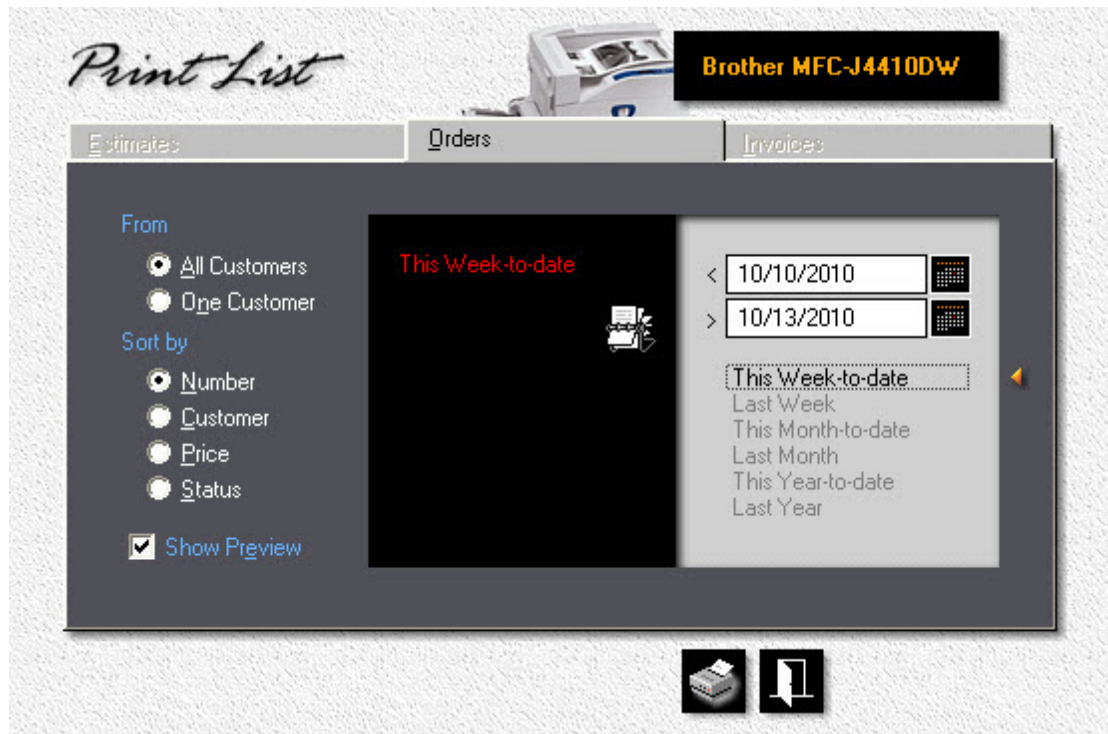 Print List
Brother MFC-J4410DW
Estimates
Orders
Invoices
From
All Customers
One Customer
Sort by
Number
Customer
Price
Status
Show Preview
This Week-to-date
< 10/10/2010
> 10/13/2010
This Week-to-date
Last Week
This Month-to-date
Last Month
This Year-to-date
Last Year